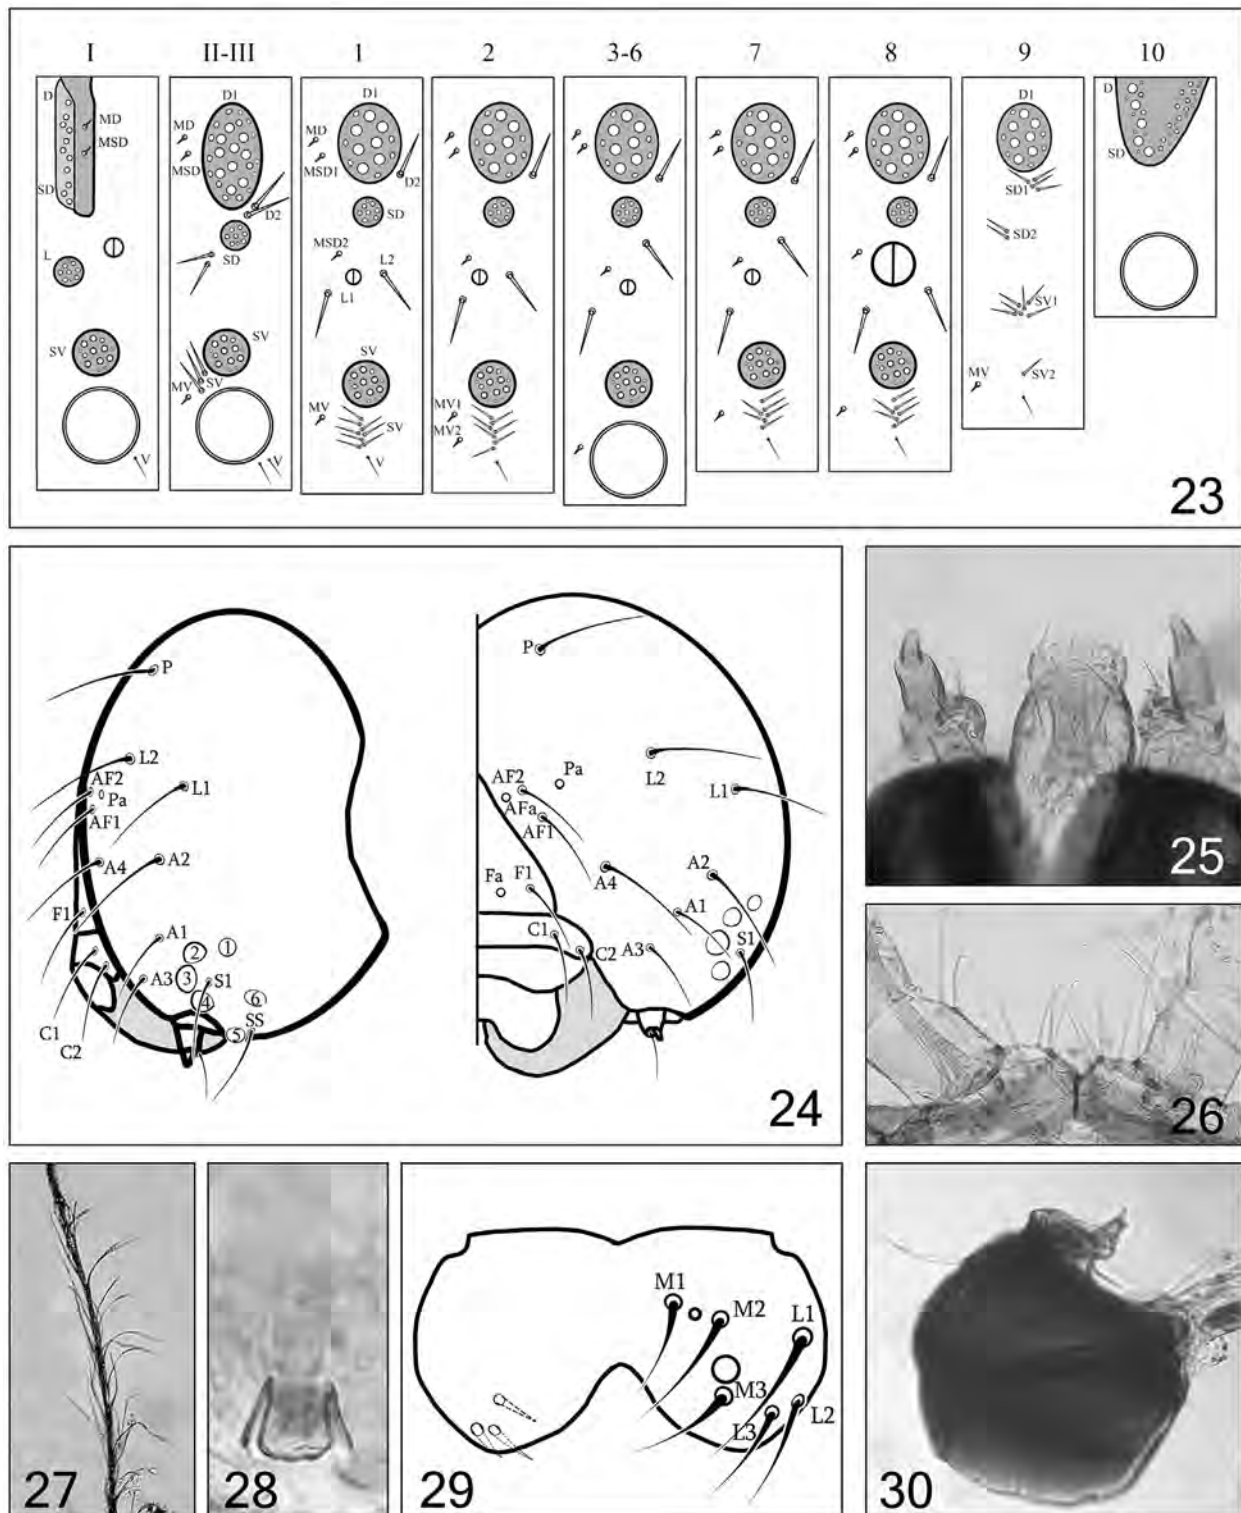 I II-III 1 2 3-6 7 8 9 10
D MD MSD SD L SV V
D1 MD MSD D2 SD SV SV MV V
D1 MD MSD1 D2 SD MSD2 L2 L1 SV MV SV V
MV1 MV2
D1 SD1 SD2 SV1 MV SV2
D SD
23
P
L2
AF2
Pa
L1
AF1
A4
A2
F1
A1
1
2
A3
3
S1
4
6
SS
5
C1
C2
P
L2
Pa
L1
AF2
AFa
AF1
A2
A4
Fa
F1
A1
C1
C2
A3
S1
24
25
26
27
28
M1
M2
L1
M3
L3
L2
29
30